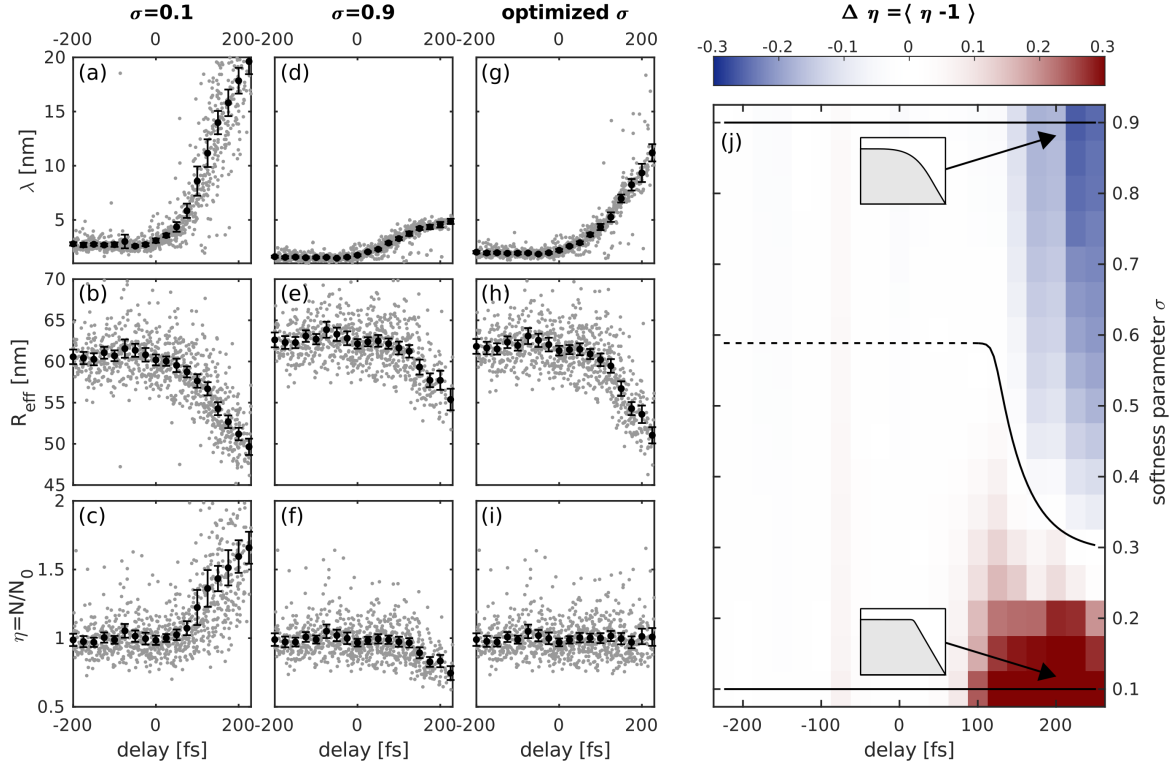 σ=0.1
σ=0.9
optimized σ
Δ η =⟨ η -1 ⟩
-200 0 200
-200 0 200
-200 0 200
-0.3 -0.2 -0.1 0 0.1 0.2 0.3
(a)
(d)
(g)
λ [nm]
20
15
10
5
(b)
(e)
(h)
R_eff [nm]
70
65
60
55
50
45
(c)
(f)
(i)
η=N/N_0
2
1.5
1
0.5
-200 0 200
-200 0 200
-200 0 200
delay [fs]
delay [fs]
delay [fs]
(j)
0.9
0.8
0.7
0.6
0.5
0.4
0.3
0.2
0.1
softness parameter σ
-200 -100 0 100 200
delay [fs]